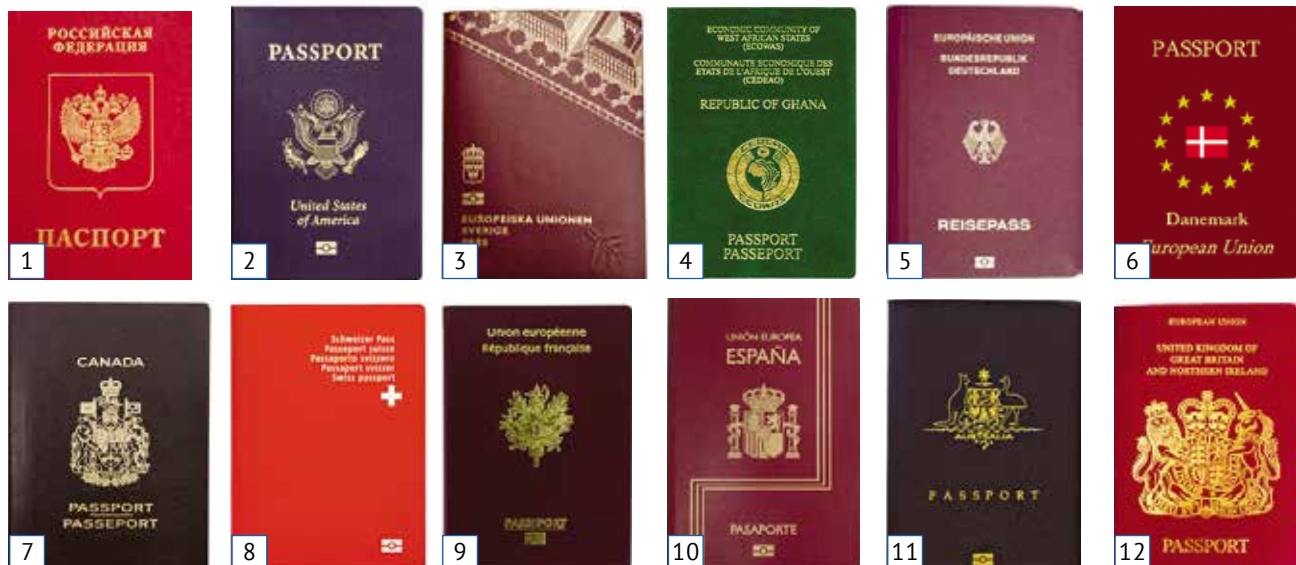 РОССИЙСКАЯ
ФЕДЕРАЦИЯ
ПАСПОРТ
1
PASSPORT
United States
of America
2
EUROPEISKA UNIONEN
SVERIGE
PASS
3
ECONOMIC COMMUNITY OF
WEST AFRICAN STATES
(ECOWAS)
COMMUNAUTE ECONOMIQUE DES
ETATS DE L'AFRIQUE DE L'OUEST
(CEDEAO)
REPUBLIC OF GHANA
CEDEAO
ECOWAS
PASSPORT
PASSEPORT
4
EUROPÄISCHE UNION
BUNDESREPUBLIK
DEUTSCHLAND
REISEPASS
5
PASSPORT
Danemark
European Union
6
CANADA
PASSPORT
PASSEPORT
7
Schweizer Pass
Passeport suisse
Passaporto svizzero
Passaport svizzer
Swiss passport
8
Union européenne
République française
9
UNIÓN EUROPEA
ESPAÑA
PASAPORTE
10
AUSTRALIA
PASSPORT
11
EUROPEAN UNION
UNITED KINGDOM OF
GREAT BRITAIN
AND NORTHERN IRELAND
PASSPORT
12